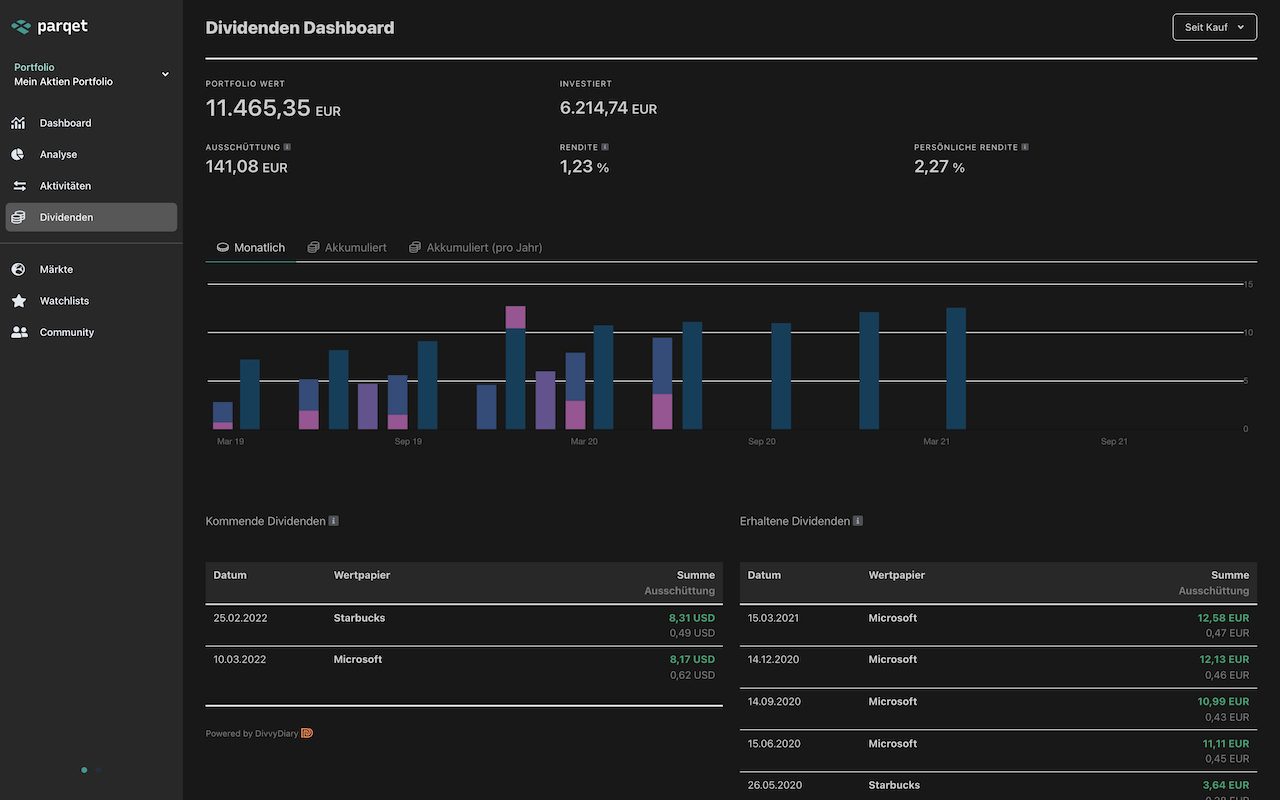 parqet
Portfolio
Mein Aktien Portfolio
Dashboard
Analyse
Aktivitäten
Dividenden
Märkte
Watchlists
Community
Dividenden Dashboard
Seit Kauf
PORTFOLIO WERT
11.465,35 EUR
INVESTIERT
6.214,74 EUR
AUSSCHÜTTUNG i
141,08 EUR
RENDITE i
1,23 %
PERSÖNLICHE RENDITE i
2,27 %
Monatlich Akkumuliert Akkumuliert (pro Jahr)
15
10
5
0
Mar 19 Sep 19 Mar 20 Sep 20 Mar 21 Sep 21
Kommende Dividenden i
Datum Wertpapier Summe
Ausschüttung
25.02.2022 Starbucks 8,31 USD
0,49 USD
10.03.2022 Microsoft 8,17 USD
0,62 USD
Powered by DivvyDiary
Erhaltene Dividenden i
Datum Wertpapier Summe
Ausschüttung
15.03.2021 Microsoft 12,58 EUR
0,47 EUR
14.12.2020 Microsoft 12,13 EUR
0,46 EUR
14.09.2020 Microsoft 10,99 EUR
0,43 EUR
15.06.2020 Microsoft 11,11 EUR
0,45 EUR
26.05.2020 Starbucks 3,64 EUR